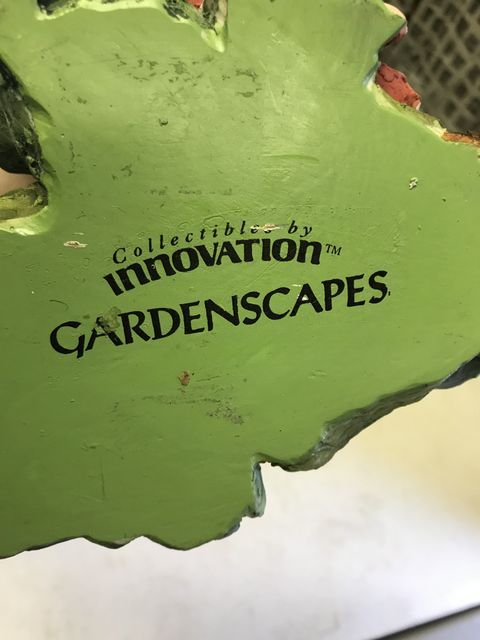 Collectibles by
INNOVATION™
GARDENSCAPES